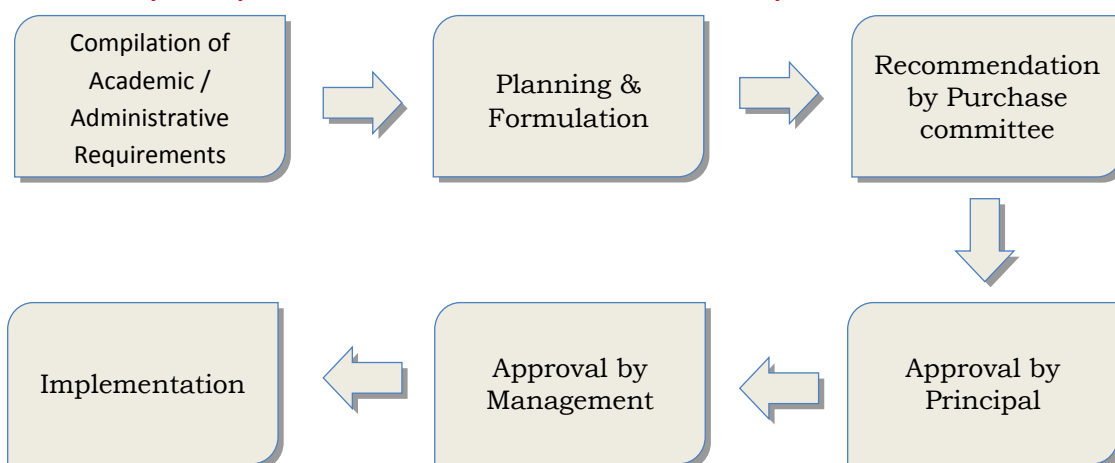 Compilation of
Academic /
Administrative
Requirements
Planning &
Formulation
Recommendation
by Purchase
committee
Approval by
Principal
Approval by
Management
Implementation